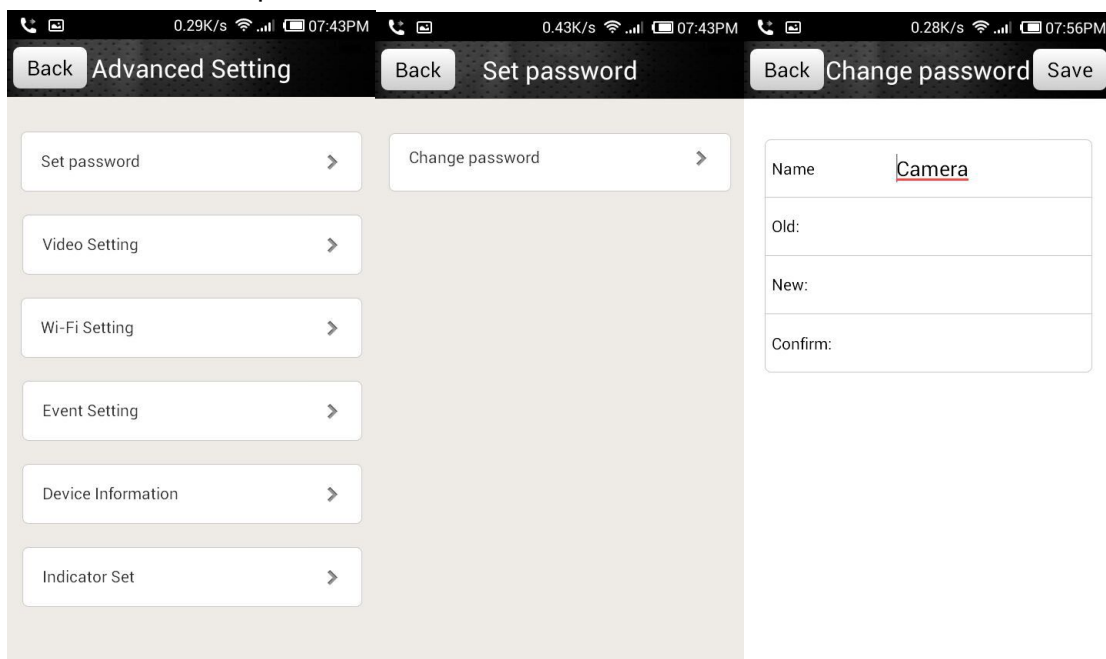 0.29K/s 07:43PM
Back Advanced Setting
Set password
Video Setting
Wi-Fi Setting
Event Setting
Device Information
Indicator Set
0.43K/s 07:43PM
Back Set password
Change password
0.28K/s 07:56PM
Back Change password Save
Name Camera
Old:
New:
Confirm: